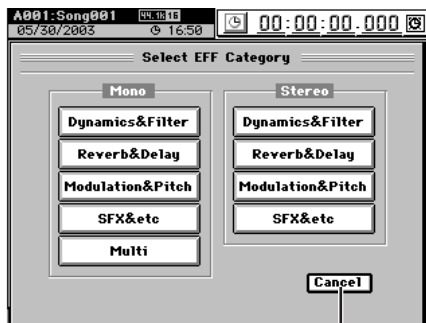 A001:Song001 44.1k 16 00:00:00.000
05/30/2003 16:50
Select EFF Category
Mono Stereo
Dynamics&Filter Dynamics&Filter
Reverb&Delay Reverb&Delay
Modulation&Pitch Modulation&Pitch
SFX&etc SFX&etc
Multi
Cancel